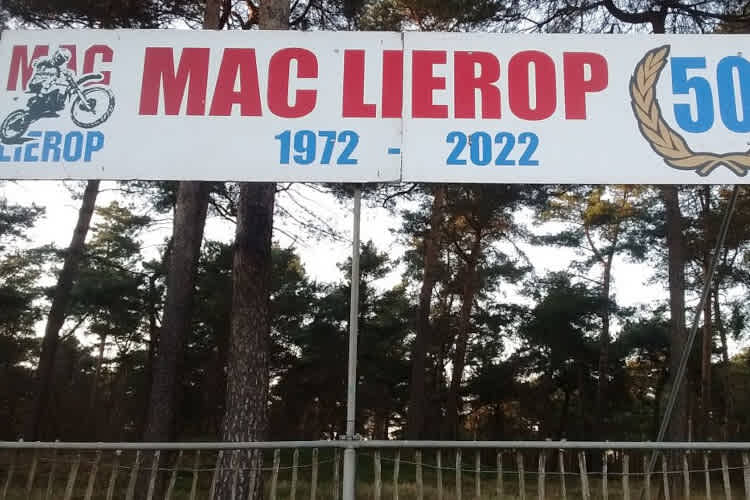 MAC
LIEROP
MAC LIEROP
1972 - 2022
50